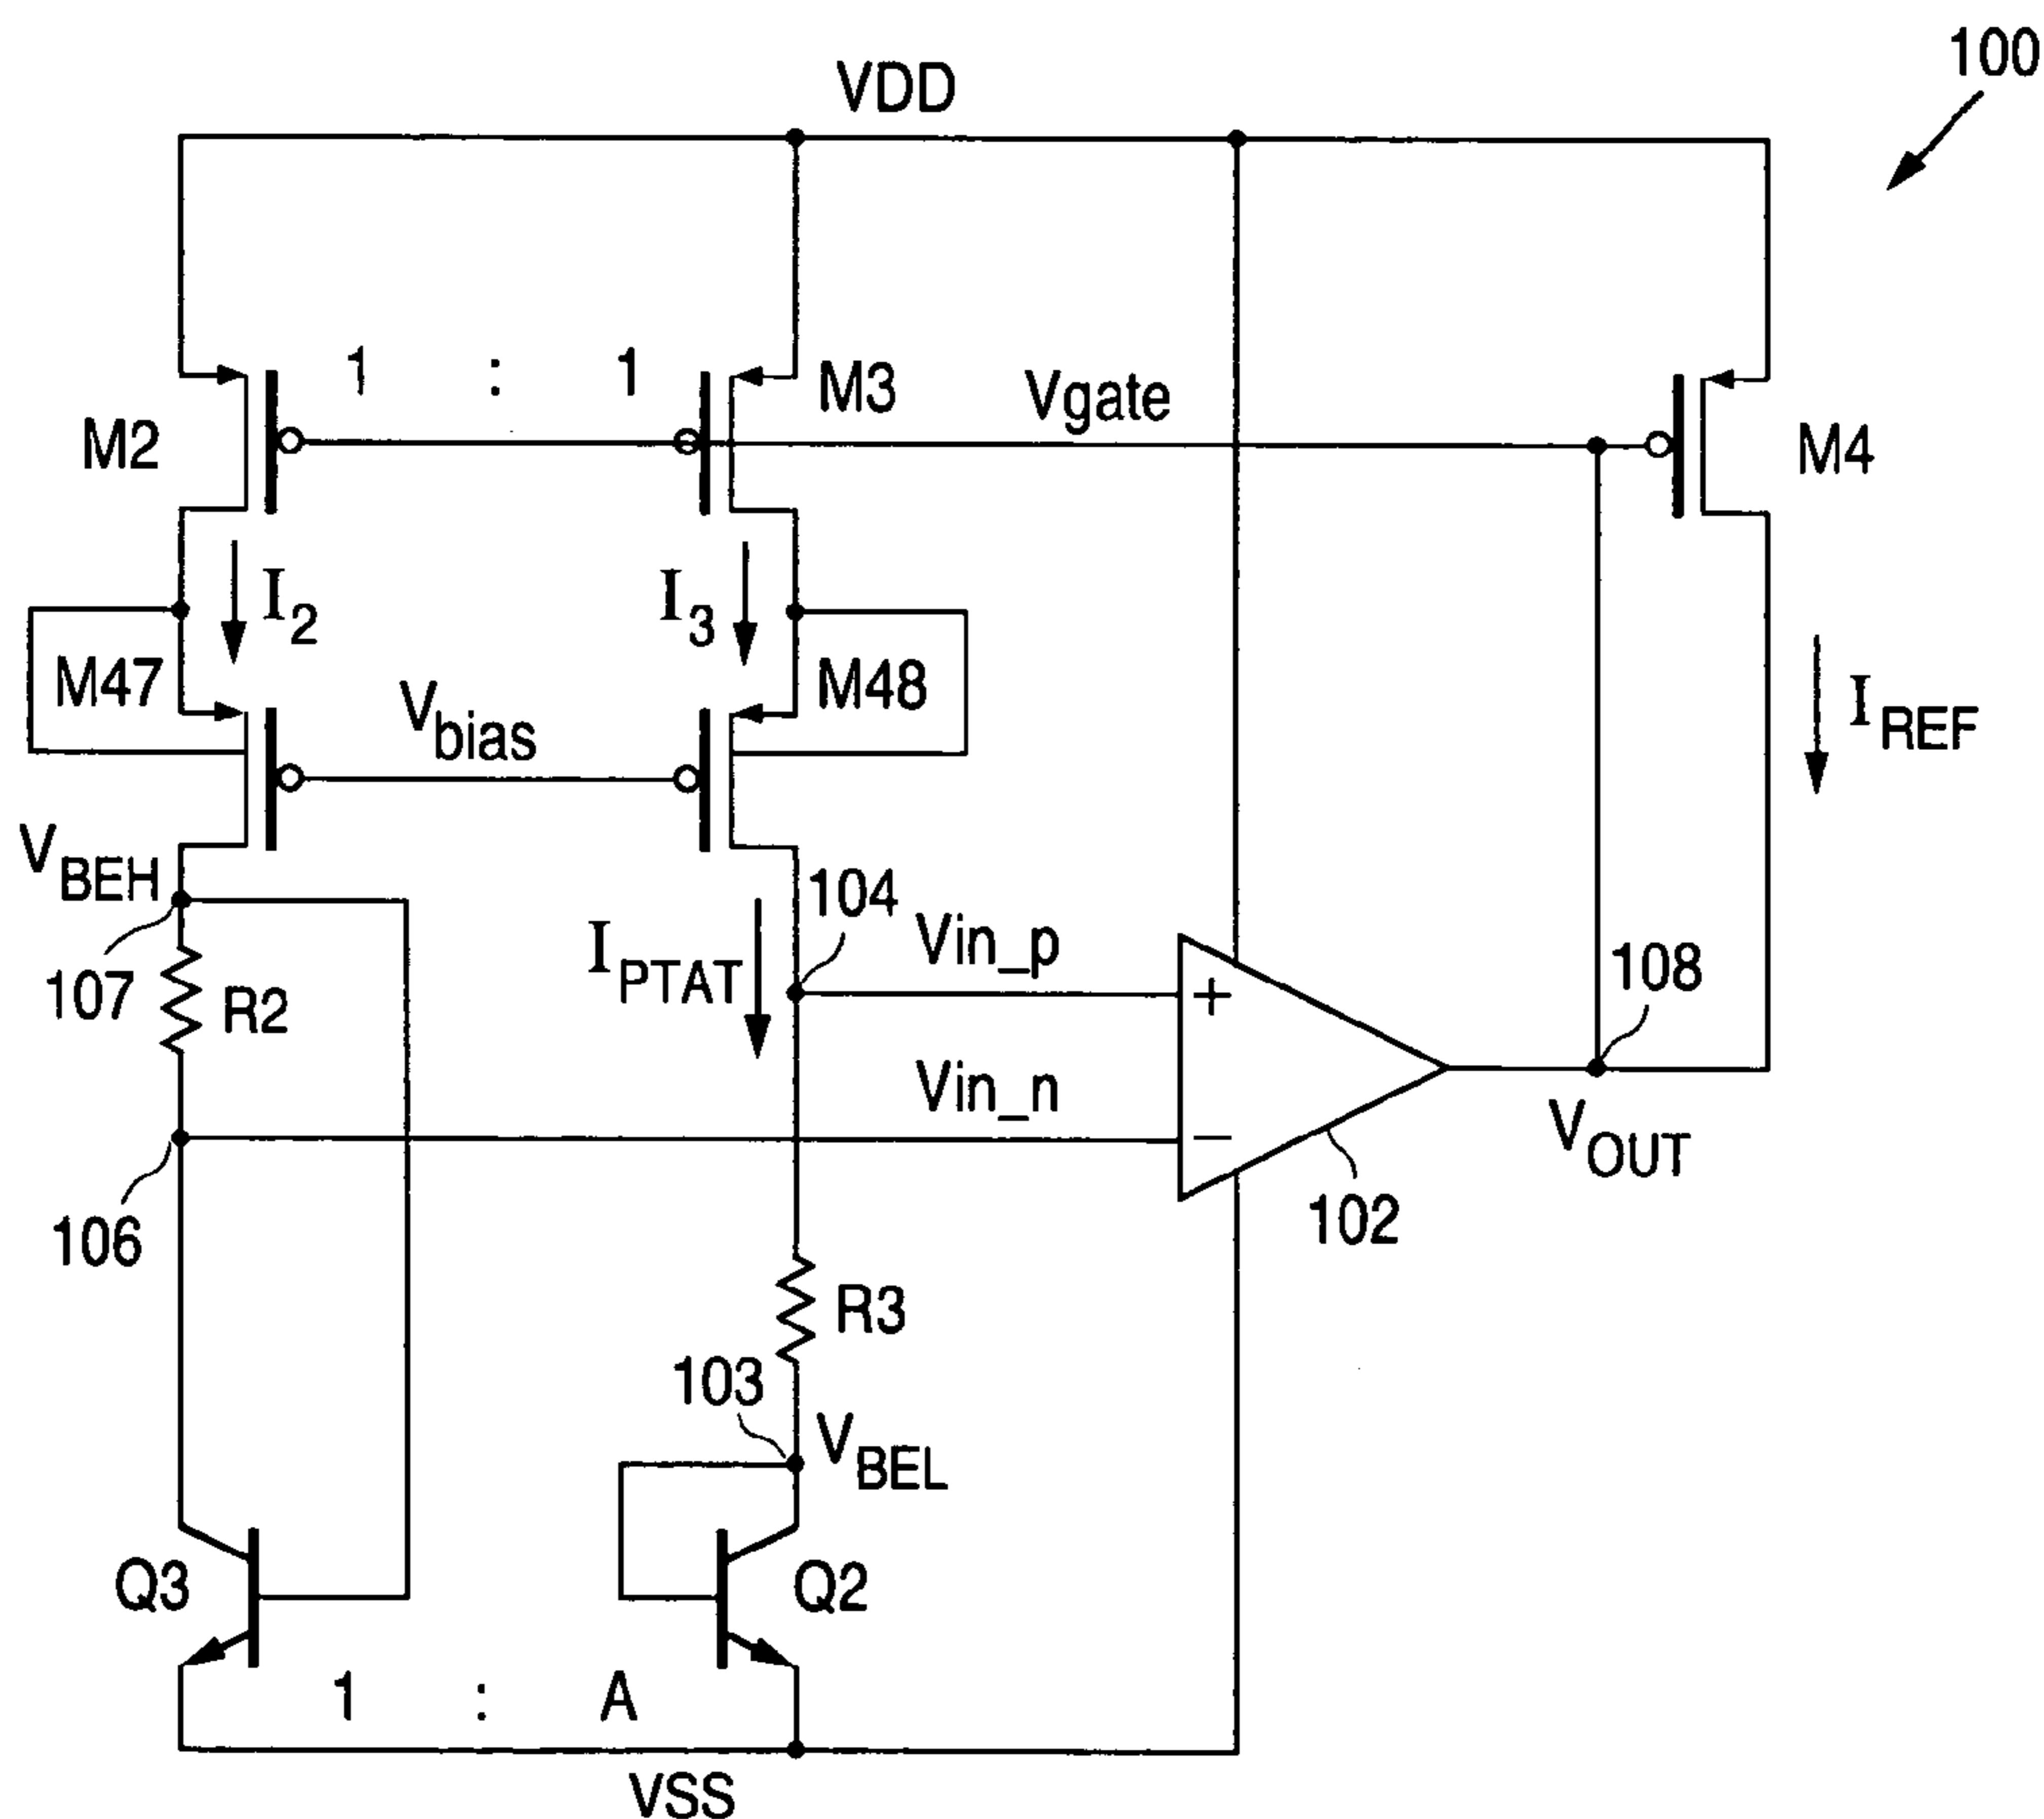 100
VDD
1 : 1
M3
Vgate
M2
M4
I2
I3
M47
M48
Vbias
IREF
VBEH
104
IPTAT
Vin_p
107
R2
108
+
Vin_n
−
VOUT
106
102
R3
103
VBEL
Q3
Q2
1 : A
VSS